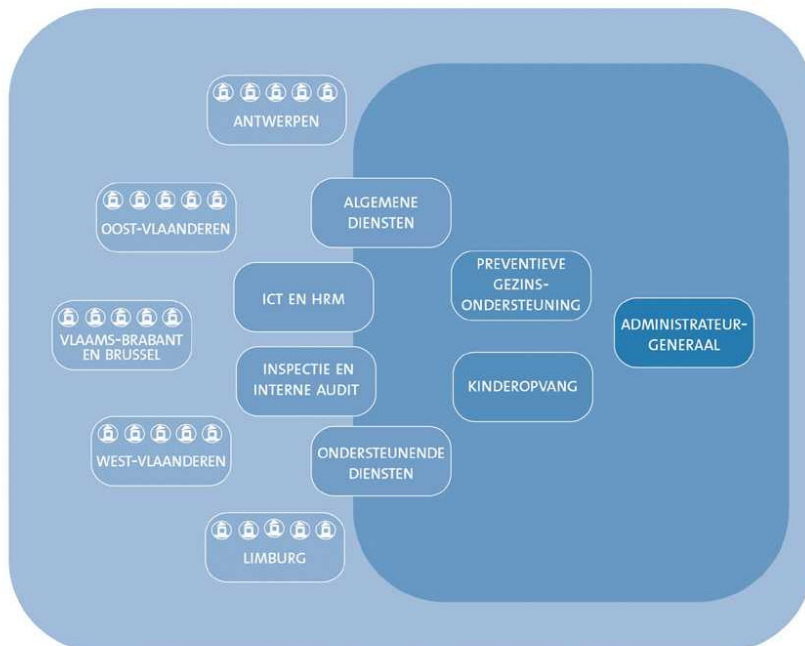 ANTWERPEN
OOST-VLAANDEREN
VLAAMS-BRABANT
EN BRUSSEL
WEST-VLAANDEREN
LIMBURG
ALGEMENE
DIENSTEN
ICT EN HRM
INSPECTIE EN
INTERNE AUDIT
ONDERSTEUNENDE
DIENSTEN
PREVENTIEVE
GEZINS-
ONDERSTEUNING
KINDEROPVANG
ADMINISTRATEUR-
GENERAAL